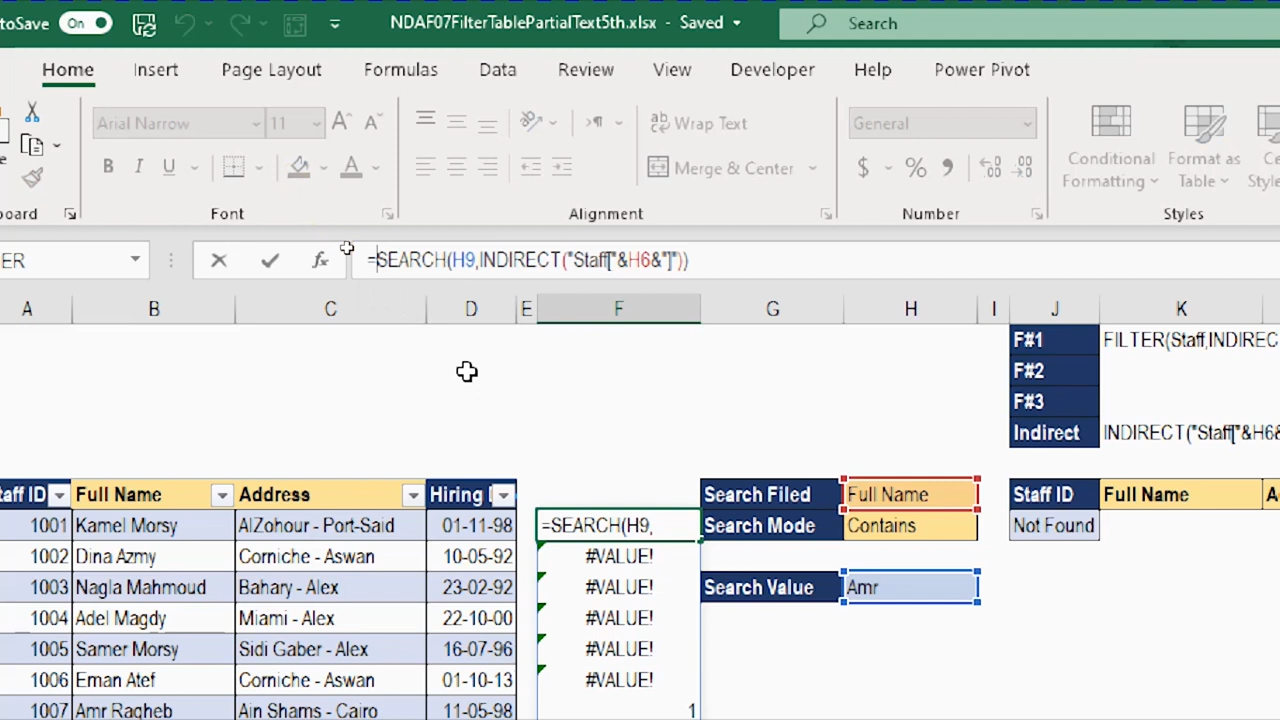 toSave On NDAF07FilterTablePartialText5th.xlsx - Saved Search
Home Insert Page Layout Formulas Data Review View Developer Help Power Pivot
Arial Narrow 11 Wrap Text General
B I U Merge & Center $ % Conditional Formatting Format as Table
board Font Alignment Number Styles
ER fx =SEARCH(H9,INDIRECT("Staff["&H6&"]"))
A B C D E F G H I J K
F#1 FILTER(Staff,INDIREC
F#2
F#3
Indirect INDIRECT("Staff["&H6&
aff ID Full Name Address Hiring Search Filed Full Name Staff ID Full Name
1001 Kamel Morsy AlZohour - Port-Said 01-11-98 =SEARCH(H9, Search Mode Contains Not Found
1002 Dina Azmy Corniche - Aswan 10-05-92 #VALUE!
1003 Nagla Mahmoud Bahary - Alex 23-02-92 #VALUE! Search Value Amr
1004 Adel Magdy Miami - Alex 22-10-00 #VALUE!
1005 Samer Morsy Sidi Gaber - Alex 16-07-96 #VALUE!
1006 Eman Atef Corniche - Aswan 01-10-13 #VALUE!
1007 Amr Ragheb Ain Shams - Cairo 11-05-98 1